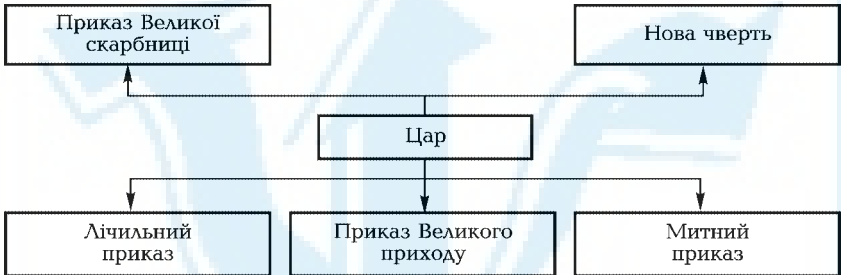 Приказ Великої
скарбниці
Нова чверть
Цар
Лічильний
приказ
Приказ Великого
приходу
Митний
приказ